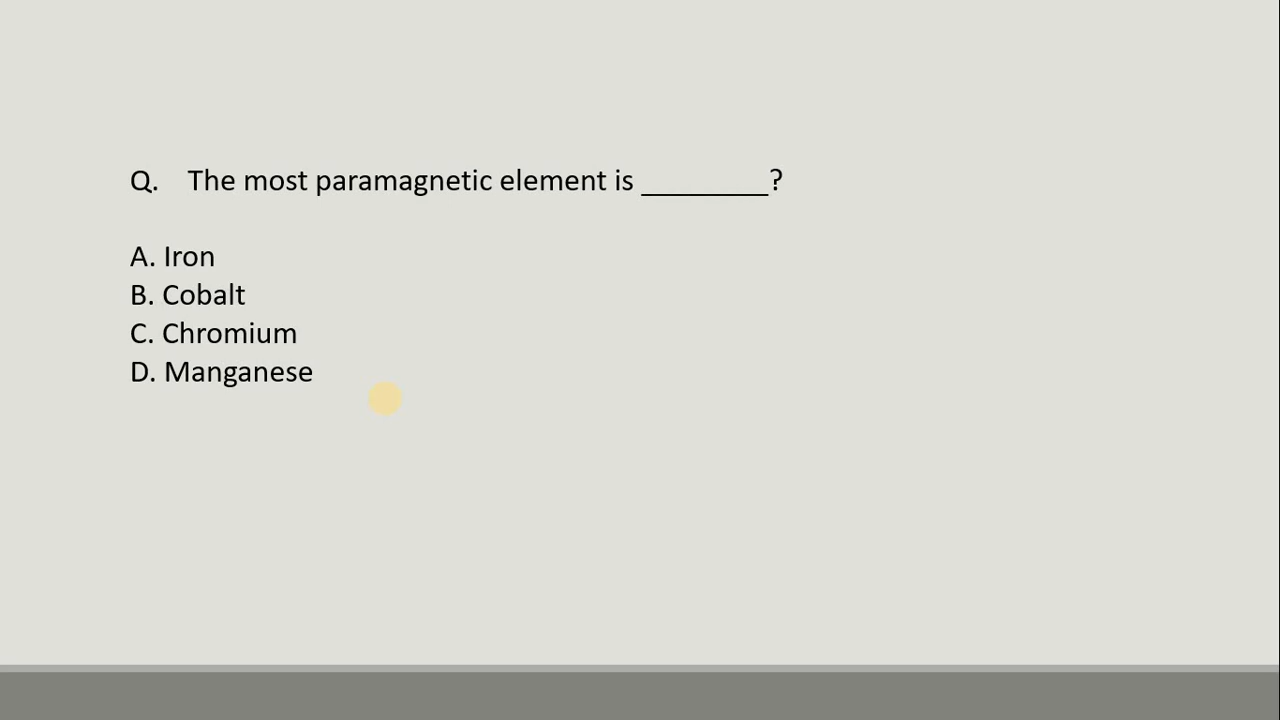 Q. The most paramagnetic element is ________?
A. Iron
B. Cobalt
C. Chromium
D. Manganese